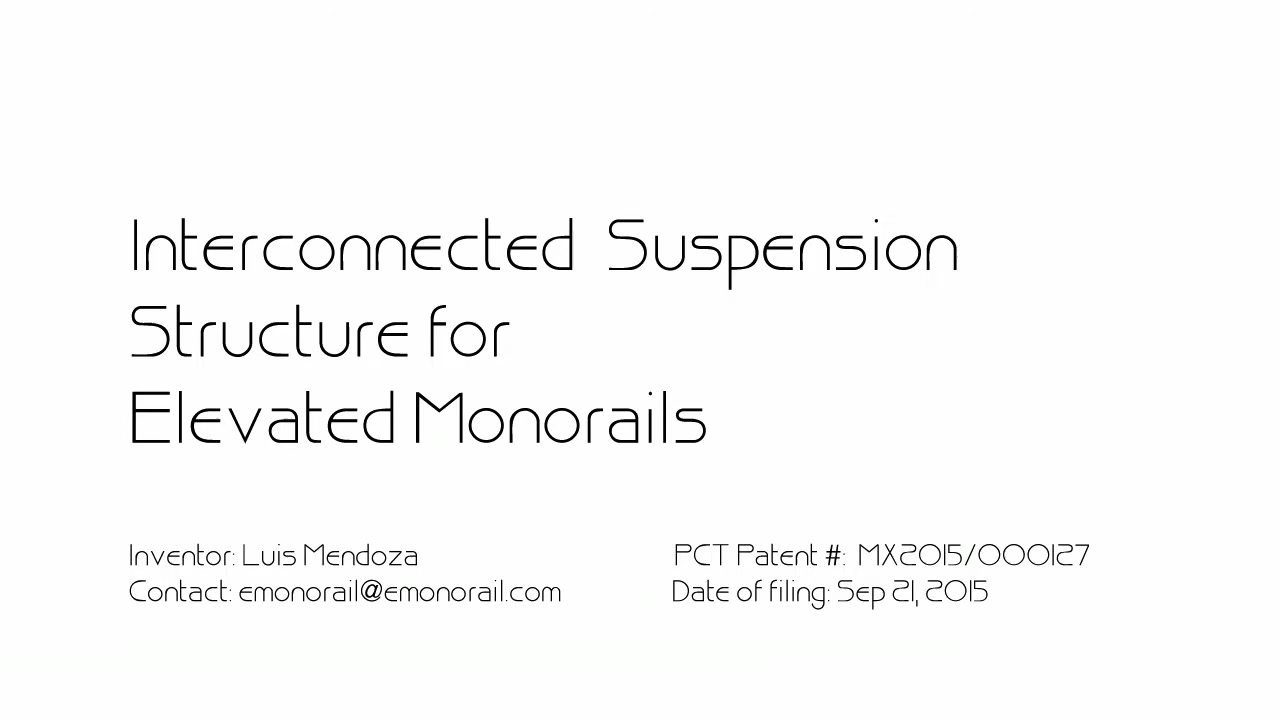 Interconnected Suspension
Structure for
Elevated Monorails
Inventor: Luis Mendoza
PCT Patent #: MX2015/000127
Contact: emonorail@emonorail.com
Date of filing: Sep 21, 2015